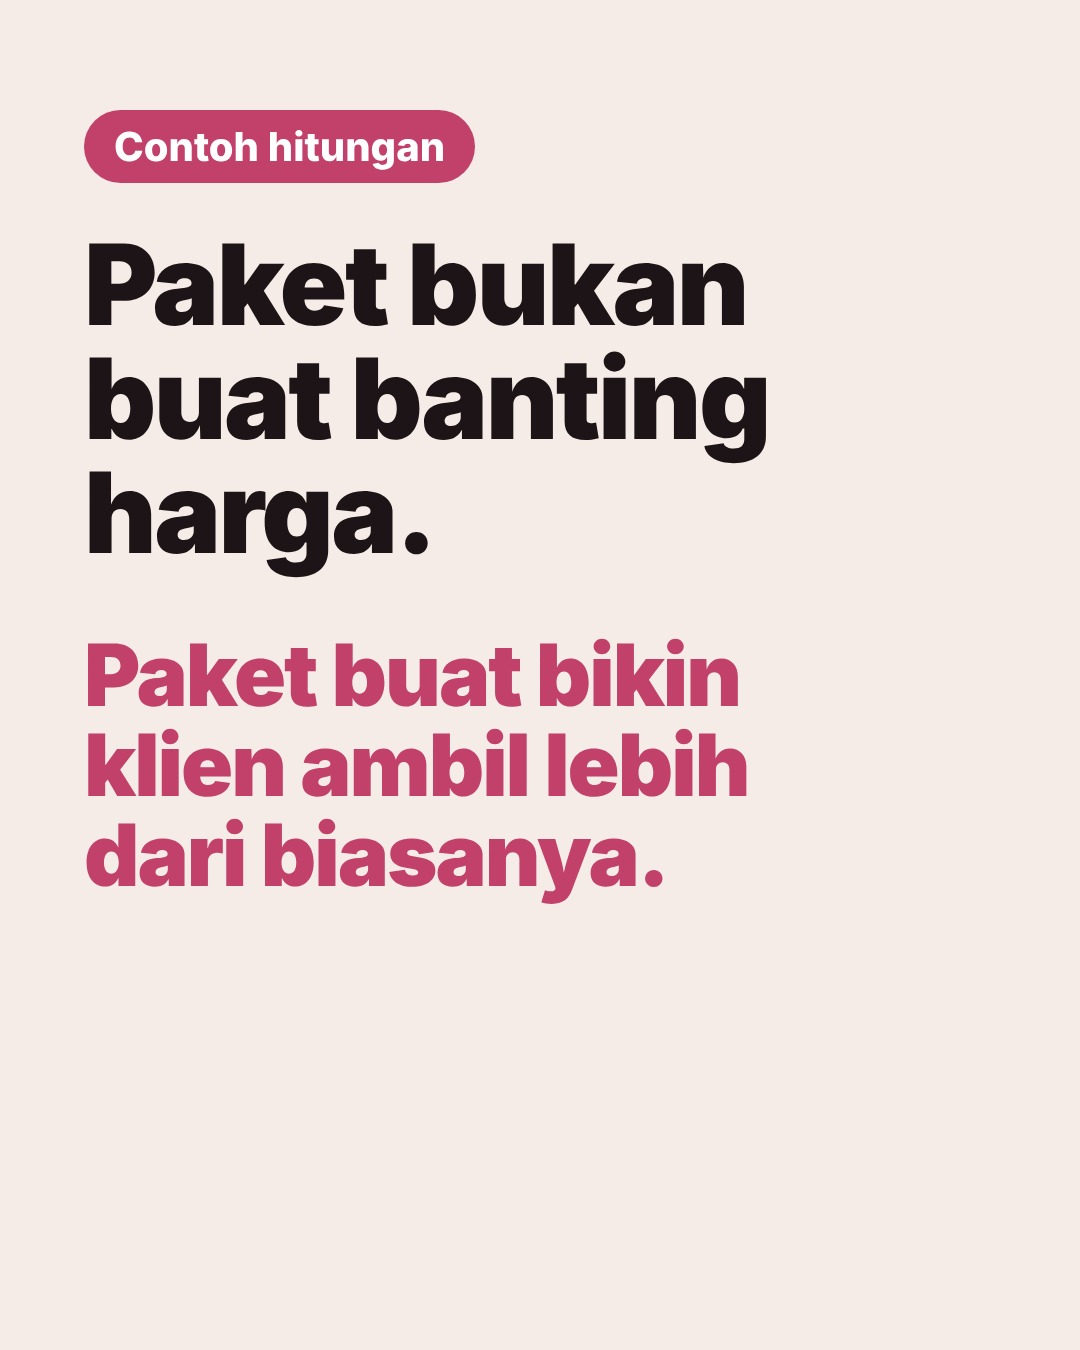 Contoh hitungan
Paket bukan
buat banting
harga.
Paket buat bikin
klien ambil lebih
dari biasanya.